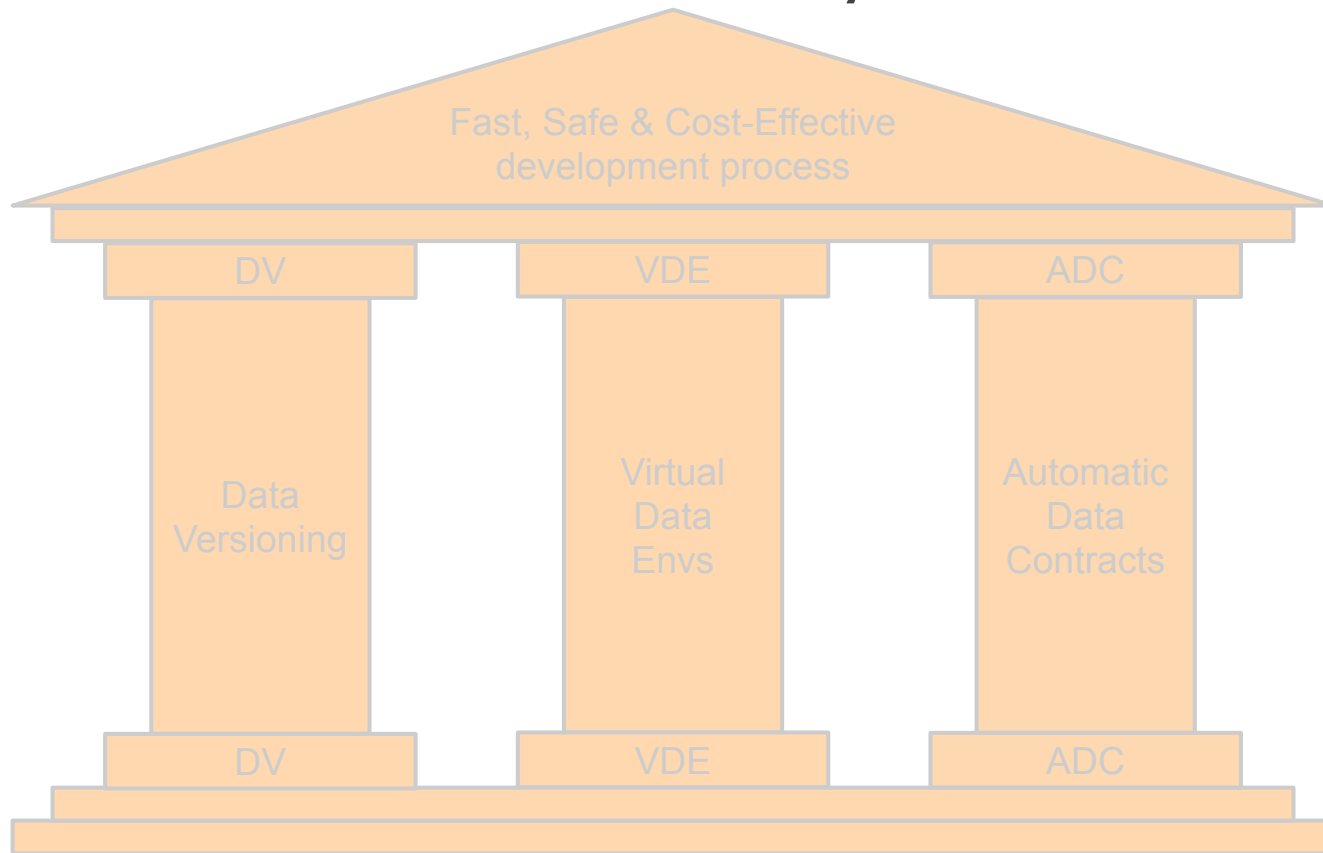 Fast, Safe & Cost-Effective
development process
DV
VDE
ADC
Data
Versioning
Virtual
Data
Envs
Automatic
Data
Contracts
DV
VDE
ADC